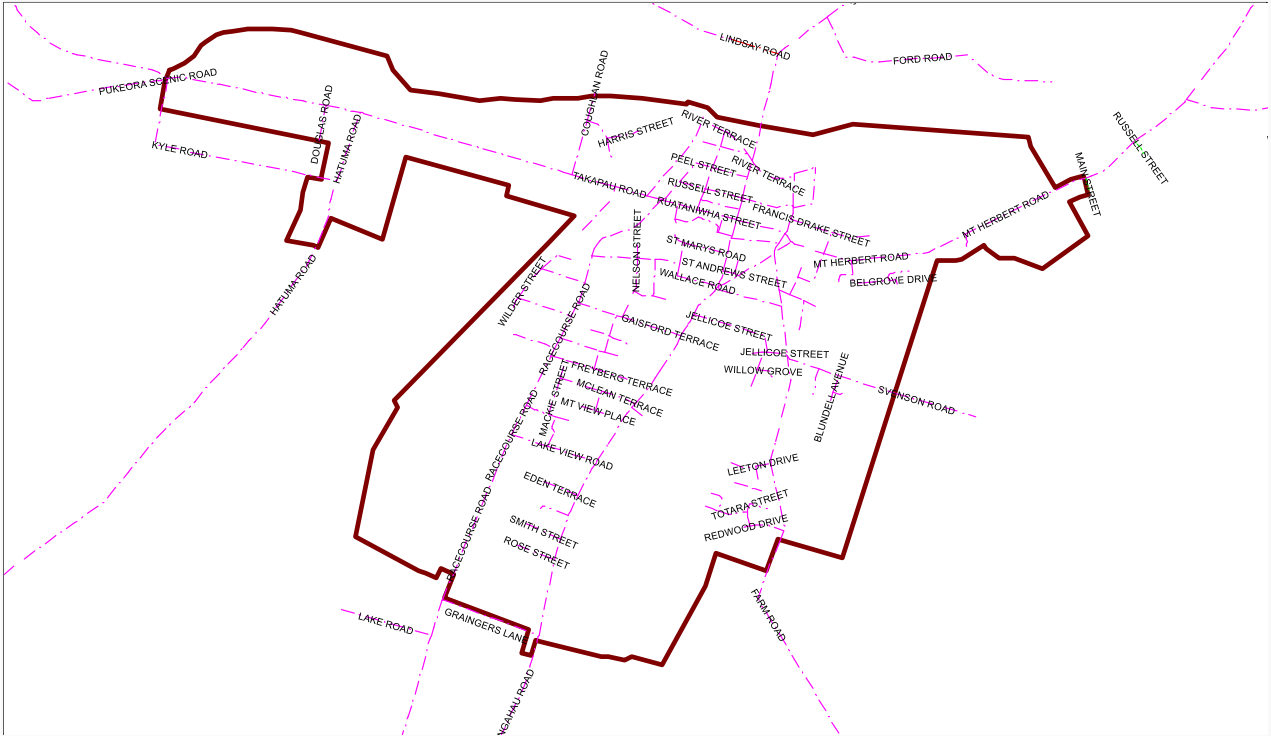 LINDSAY ROAD
FORD ROAD
PUKEORA SCENIC ROAD
COUGHLAN ROAD
DOUGLAS ROAD
HATUMA ROAD
KYLE ROAD
HARRIS STREET
RIVER TERRACE
RUSSELL STREET
PEEL STREET
RIVER TERRACE
MAIN STREET
TAKAPAU ROAD
RUSSELL STREET
RUATANIWHA STREET
FRANCIS DRAKE STREET
MT HERBERT ROAD
NELSON STREET
ST MARYS ROAD
ST ANDREWS STREET
WALLACE ROAD
MT HERBERT ROAD
BELGROVE DRIVE
HATUMA ROAD
WILDER STREET
RACECOURSE ROAD
GAISFORD TERRACE
JELLICOE STREET
JELLICOE STREET
WILLOW GROVE
BLUNDELL AVENUE
SVENSON ROAD
FREYBERG TERRACE
MCLEAN TERRACE
MT VIEW PLACE
MACKIE STREET
RACECOURSE ROAD
LAKE VIEW ROAD
LEETON DRIVE
EDEN TERRACE
TOTARA STREET
REDWOOD DRIVE
SMITH STREET
ROSE STREET
RACECOURSE ROAD
LAKE ROAD
GRAINGERS LANE
FARM ROAD
NGAHAU ROAD